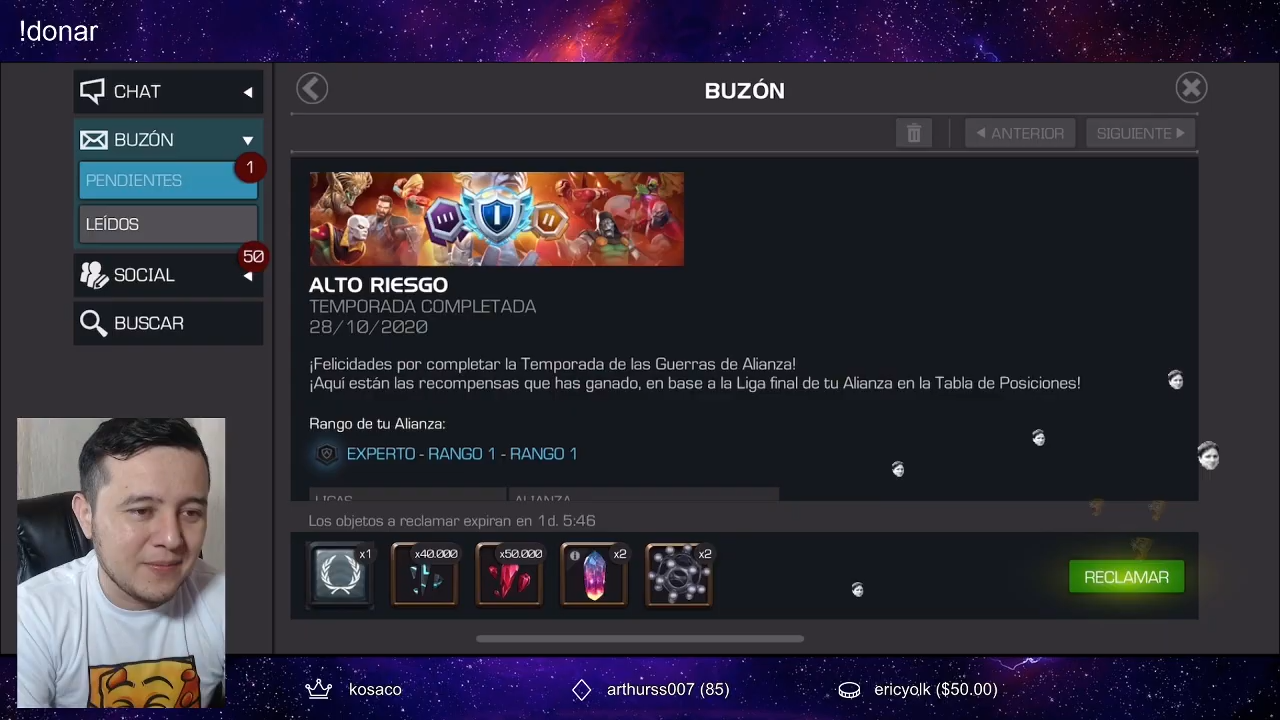 !donar
CHAT
BUZÓN
1
PENDIENTES
LEÍDOS
50
SOCIAL
BUSCAR
BUZÓN
ANTERIOR
SIGUIENTE
III I II
ALTO RIESGO
TEMPORADA COMPLETADA
28/10/2020
¡Felicidades por completar la Temporada de las Guerras de Alianza!
¡Aquí están las recompensas que has ganado, en base a la Liga final de tu Alianza en la Tabla de Posiciones!
Rango de tu Alianza:
EXPERTO - RANGO 1 - RANGO 1
LIGAS ALIANZA
Los objetos a reclamar expiran en 1d. 5:46
x1 x40.000 x50.000 x2 x2
RECLAMAR
kosaco
arthurss007 (85)
ericyolk ($50.00)